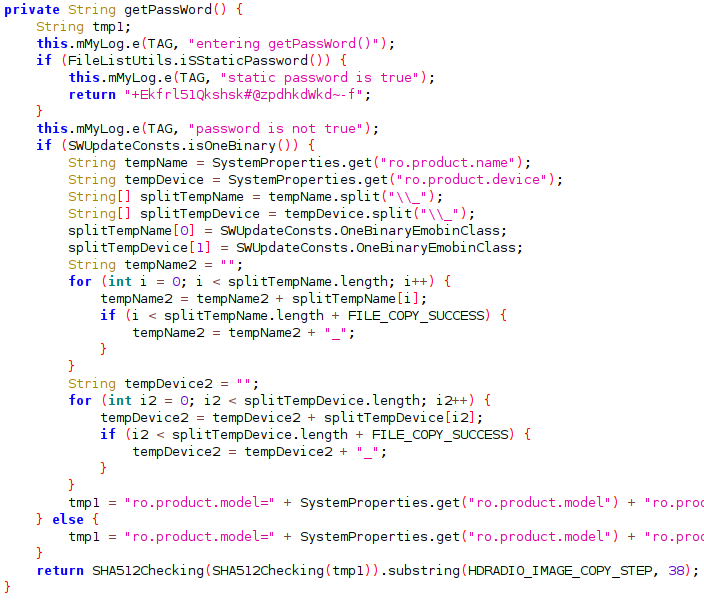 private String getPassWord() {
    String tmp1;
    this.mMyLog.e(TAG, "entering getPassWord()");
    if (FileListUtils.iSStaticPassword()) {
        this.mMyLog.e(TAG, "static password is true");
        return "+Ekfrl51Qkshsk#@zpdhkdWkd~-f";
    }
    this.mMyLog.e(TAG, "password is not true");
    if (SWUpdateConsts.isOneBinary()) {
        String tempName = SystemProperties.get("ro.product.name");
        String tempDevice = SystemProperties.get("ro.product.device");
        String[] splitTempName = tempName.split("\\_");
        String[] splitTempDevice = tempDevice.split("\\_");
        splitTempName[0] = SWUpdateConsts.OneBinaryEmobinClass;
        splitTempDevice[1] = SWUpdateConsts.OneBinaryEmobinClass;
        String tempName2 = "";
        for (int i = 0; i < splitTempName.length; i++) {
            tempName2 = tempName2 + splitTempName[i];
            if (i < splitTempName.length + FILE_COPY_SUCCESS) {
                tempName2 = tempName2 + "_";
            }
        }
        String tempDevice2 = "";
        for (int i2 = 0; i2 < splitTempDevice.length; i2++) {
            tempDevice2 = tempDevice2 + splitTempDevice[i2];
            if (i2 < splitTempDevice.length + FILE_COPY_SUCCESS) {
                tempDevice2 = tempDevice2 + "_";
            }
        }
        tmp1 = "ro.product.model=" + SystemProperties.get("ro.product.model") + "ro.prod
    } else {
        tmp1 = "ro.product.model=" + SystemProperties.get("ro.product.model") + "ro.prod
    }
    return SHA512Checking(SHA512Checking(tmp1)).substring(HDRADIO_IMAGE_COPY_STEP, 38);
}